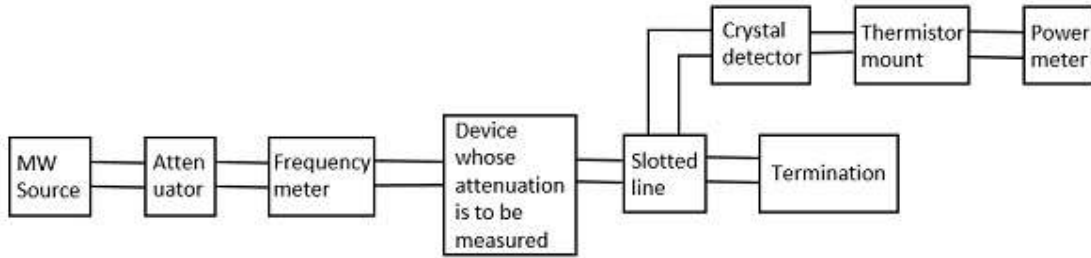 MW
Source
Atten
uator
Frequency
meter
Device
whose
attenuation
is to be
measured
Slotted
line
Termination
Crystal
detector
Thermistor
mount
Power
meter